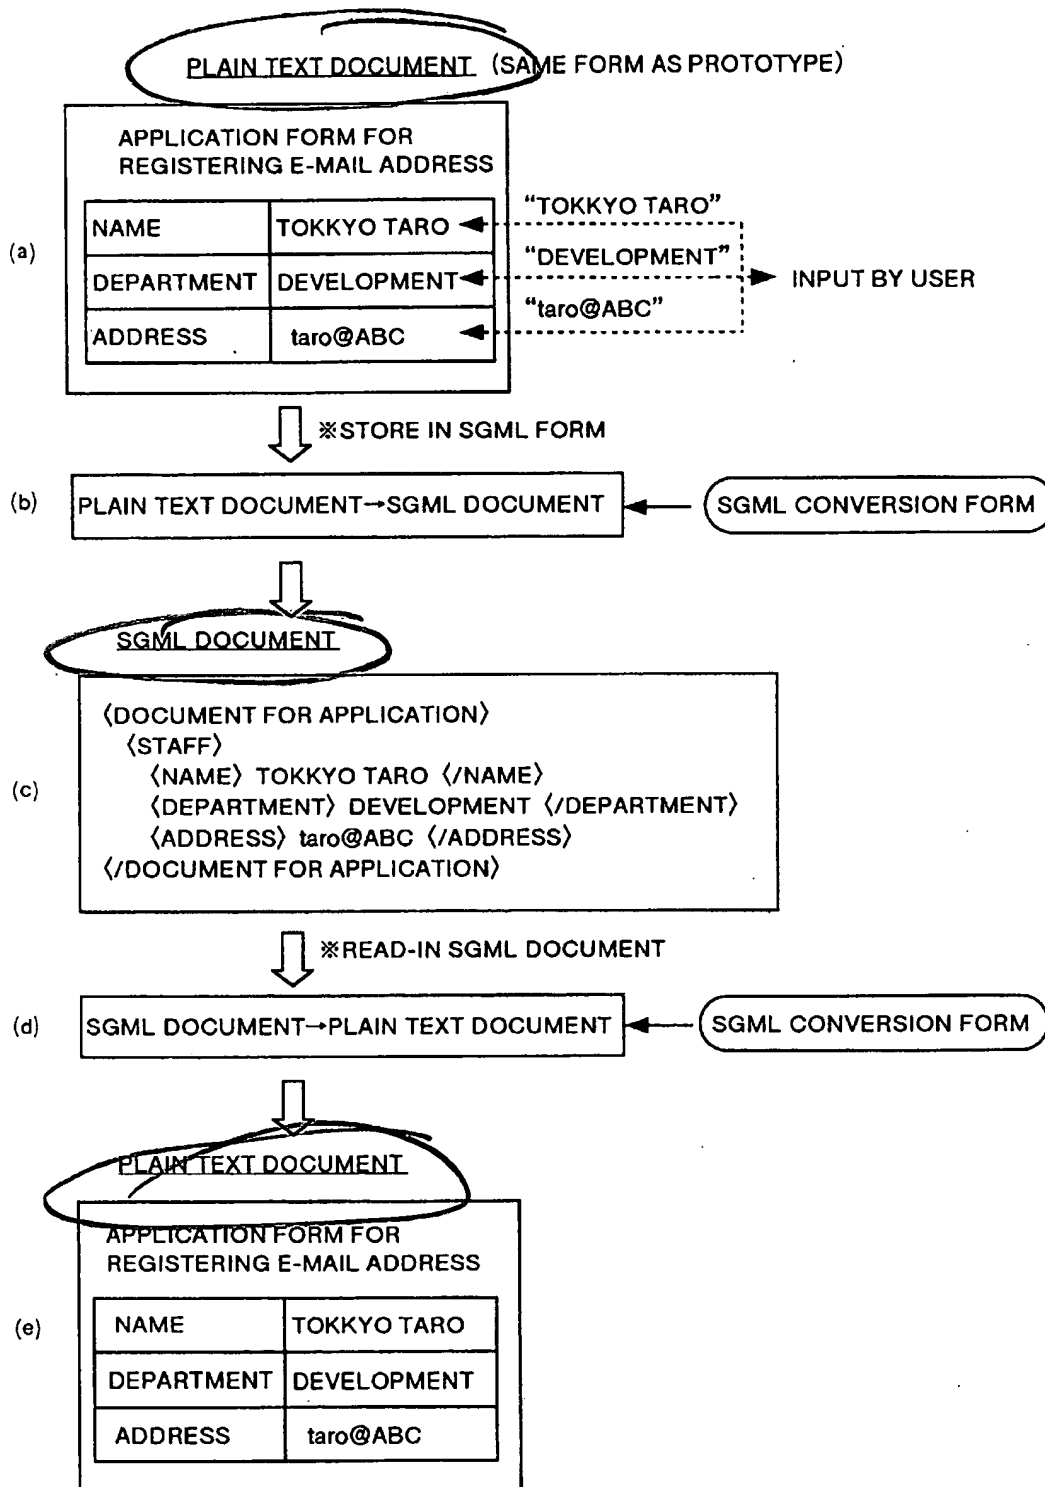 PLAIN TEXT DOCUMENT (SAME FORM AS PROTOTYPE)
APPLICATION FORM FOR
REGISTERING E-MAIL ADDRESS
(a)
NAME TOKKYO TARO
DEPARTMENT DEVELOPMENT
ADDRESS taro@ABC
“TOKKYO TARO”
“DEVELOPMENT”
“taro@ABC”
INPUT BY USER
※STORE IN SGML FORM
(b) PLAIN TEXT DOCUMENT→SGML DOCUMENT
SGML CONVERSION FORM
SGML DOCUMENT
(c)
〈DOCUMENT FOR APPLICATION〉
〈STAFF〉
〈NAME〉 TOKKYO TARO 〈/NAME〉
〈DEPARTMENT〉 DEVELOPMENT 〈/DEPARTMENT〉
〈ADDRESS〉 taro@ABC 〈/ADDRESS〉
〈/DOCUMENT FOR APPLICATION〉
※READ-IN SGML DOCUMENT
(d) SGML DOCUMENT→PLAIN TEXT DOCUMENT
SGML CONVERSION FORM
PLAIN TEXT DOCUMENT
APPLICATION FORM FOR
REGISTERING E-MAIL ADDRESS
(e)
NAME TOKKYO TARO
DEPARTMENT DEVELOPMENT
ADDRESS taro@ABC